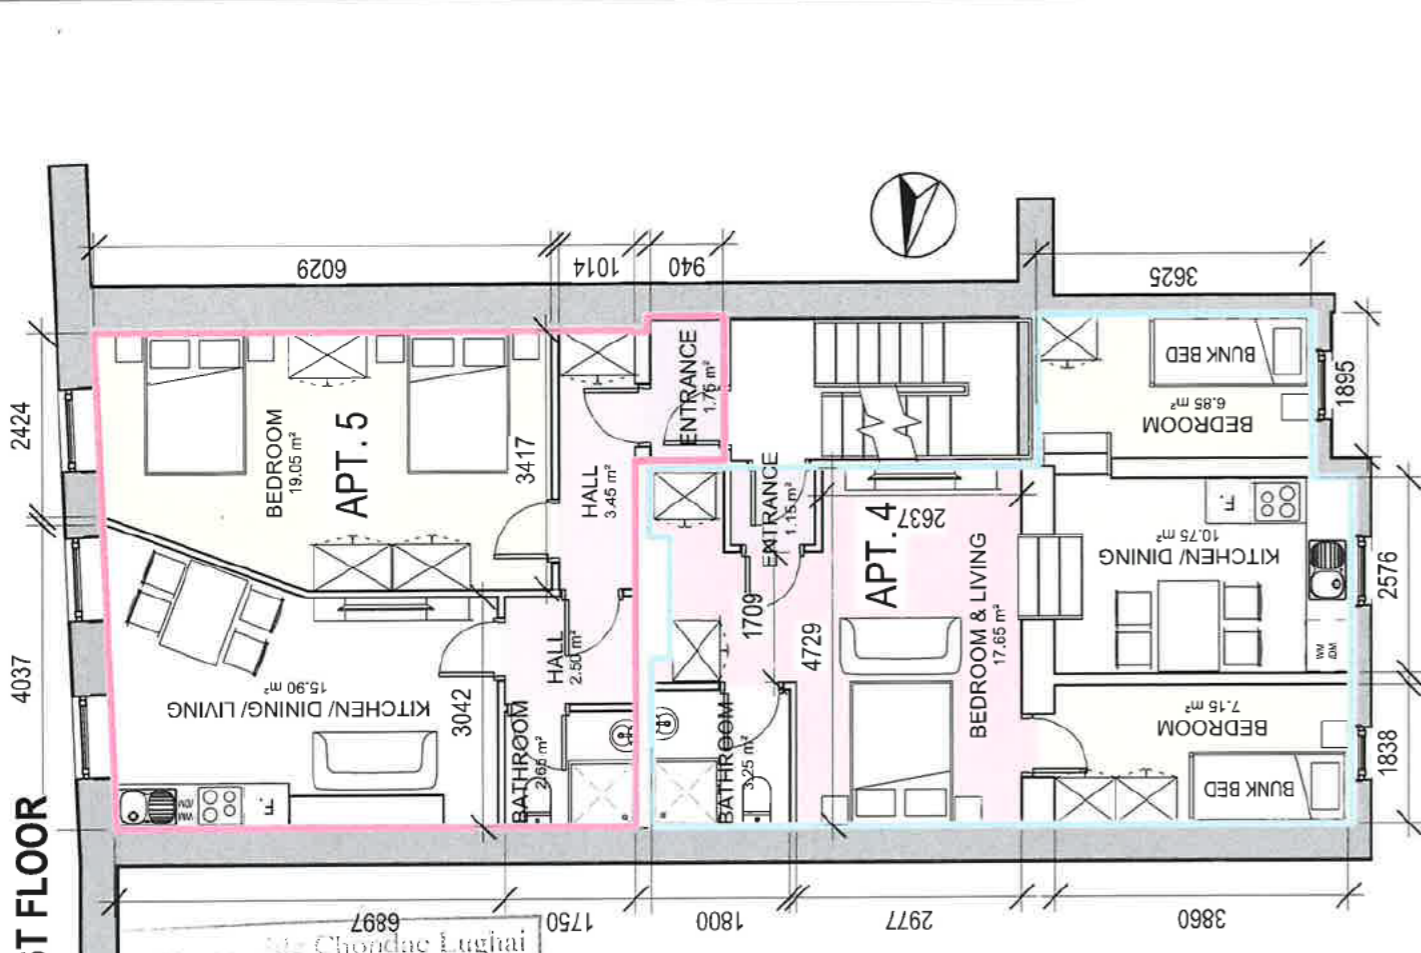 6029
1014
940
3625
2424
4037
1895
2576
1838
BEDROOM
19.05 m²
APT. 5
3417
HALL
3.45 m²
ENTRANCE
1.75 m²
BUNK BED
BEDROOM
6.85 m²
ENTRANCE
1.15 m²
2637
APT. 4
BEDROOM & LIVING
17.65 m²
F.
KITCHEN/ DINING
10.75 m²
WM
/DM
1709
4729
KITCHEN/ DINING/ LIVING
15.90 m²
3042
HALL
2.50 m²
BATHROOM
2.65 m²
BATHROOM
3.25 m²
BEDROOM
7.15 m²
BUNK BED
WM
/DM
F.
ST FLOOR
6897
1750
1800
2977
3860
Chondae Lughai